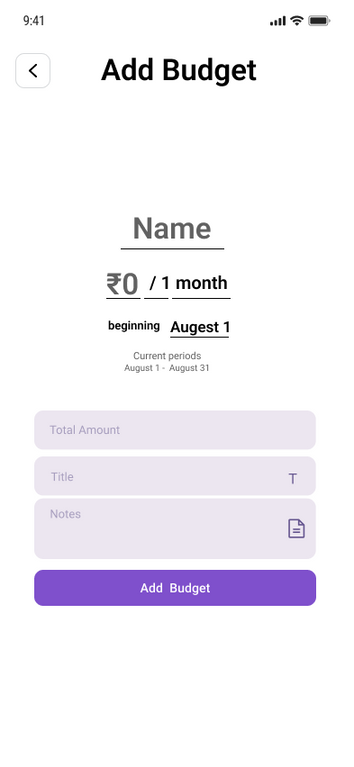 9:41
Add Budget
Name
₹0 / 1 month
beginning Augest 1
Current periods
August 1 - August 31
Total Amount
Title T
Notes
Add Budget